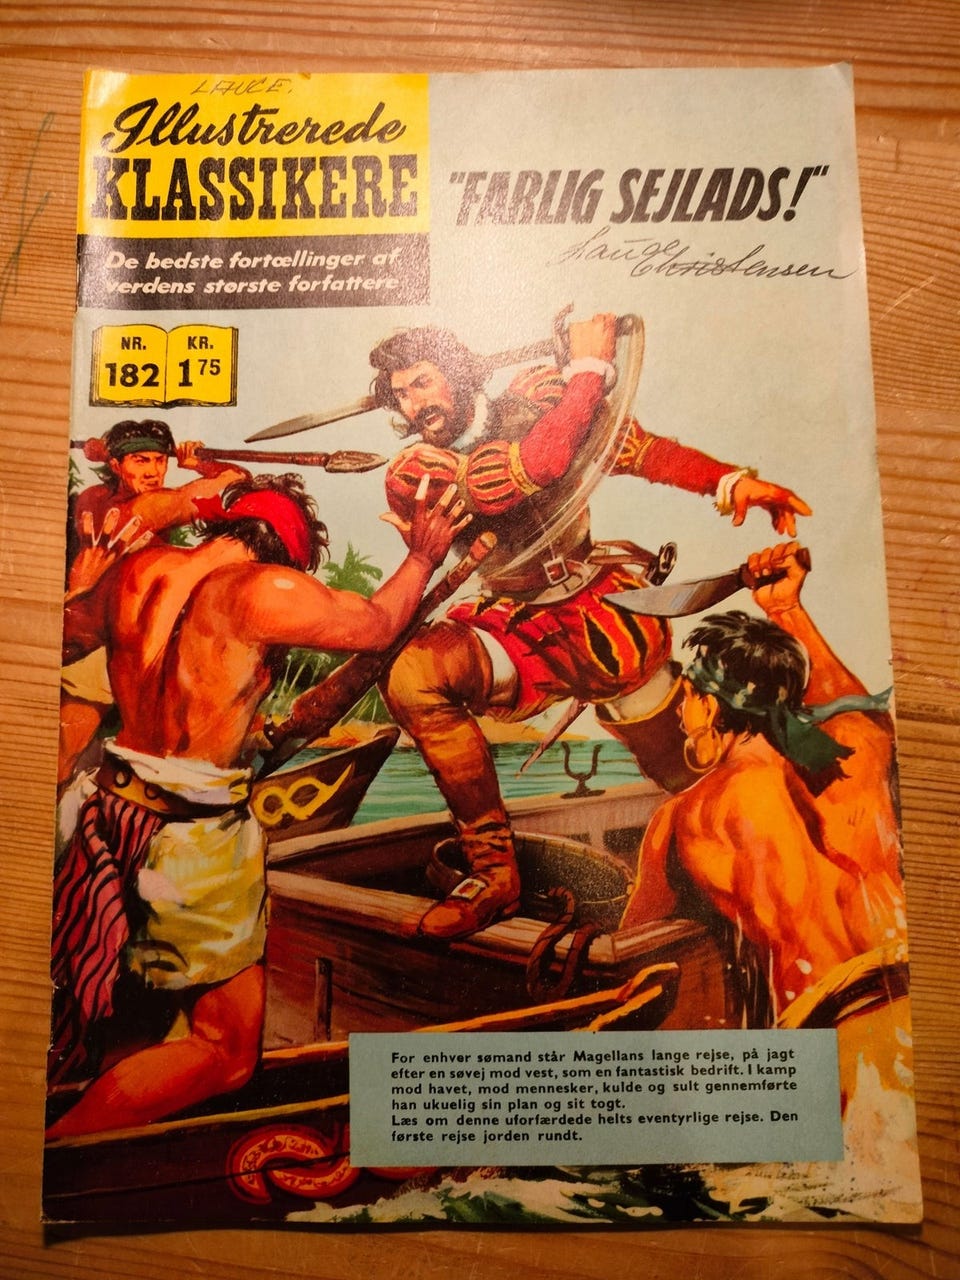 LAUGE.
Illustrerede
KLASSIKERE
De bedste fortællinger af
verdens største forfattere
"FARLIG SEJLADS!"
Lauge Christensen
NR. KR.
182 1 75
For enhver sømand står Magellans lange rejse, på jagt
efter en søvej mod vest, som en fantastisk bedrift. I kamp
mod havet, mod mennesker, kulde og sult gennemførte
han ukuelig sin plan og sit togt.
Læs om denne uforfærdede helts eventyrlige rejse. Den
første rejse jorden rundt.